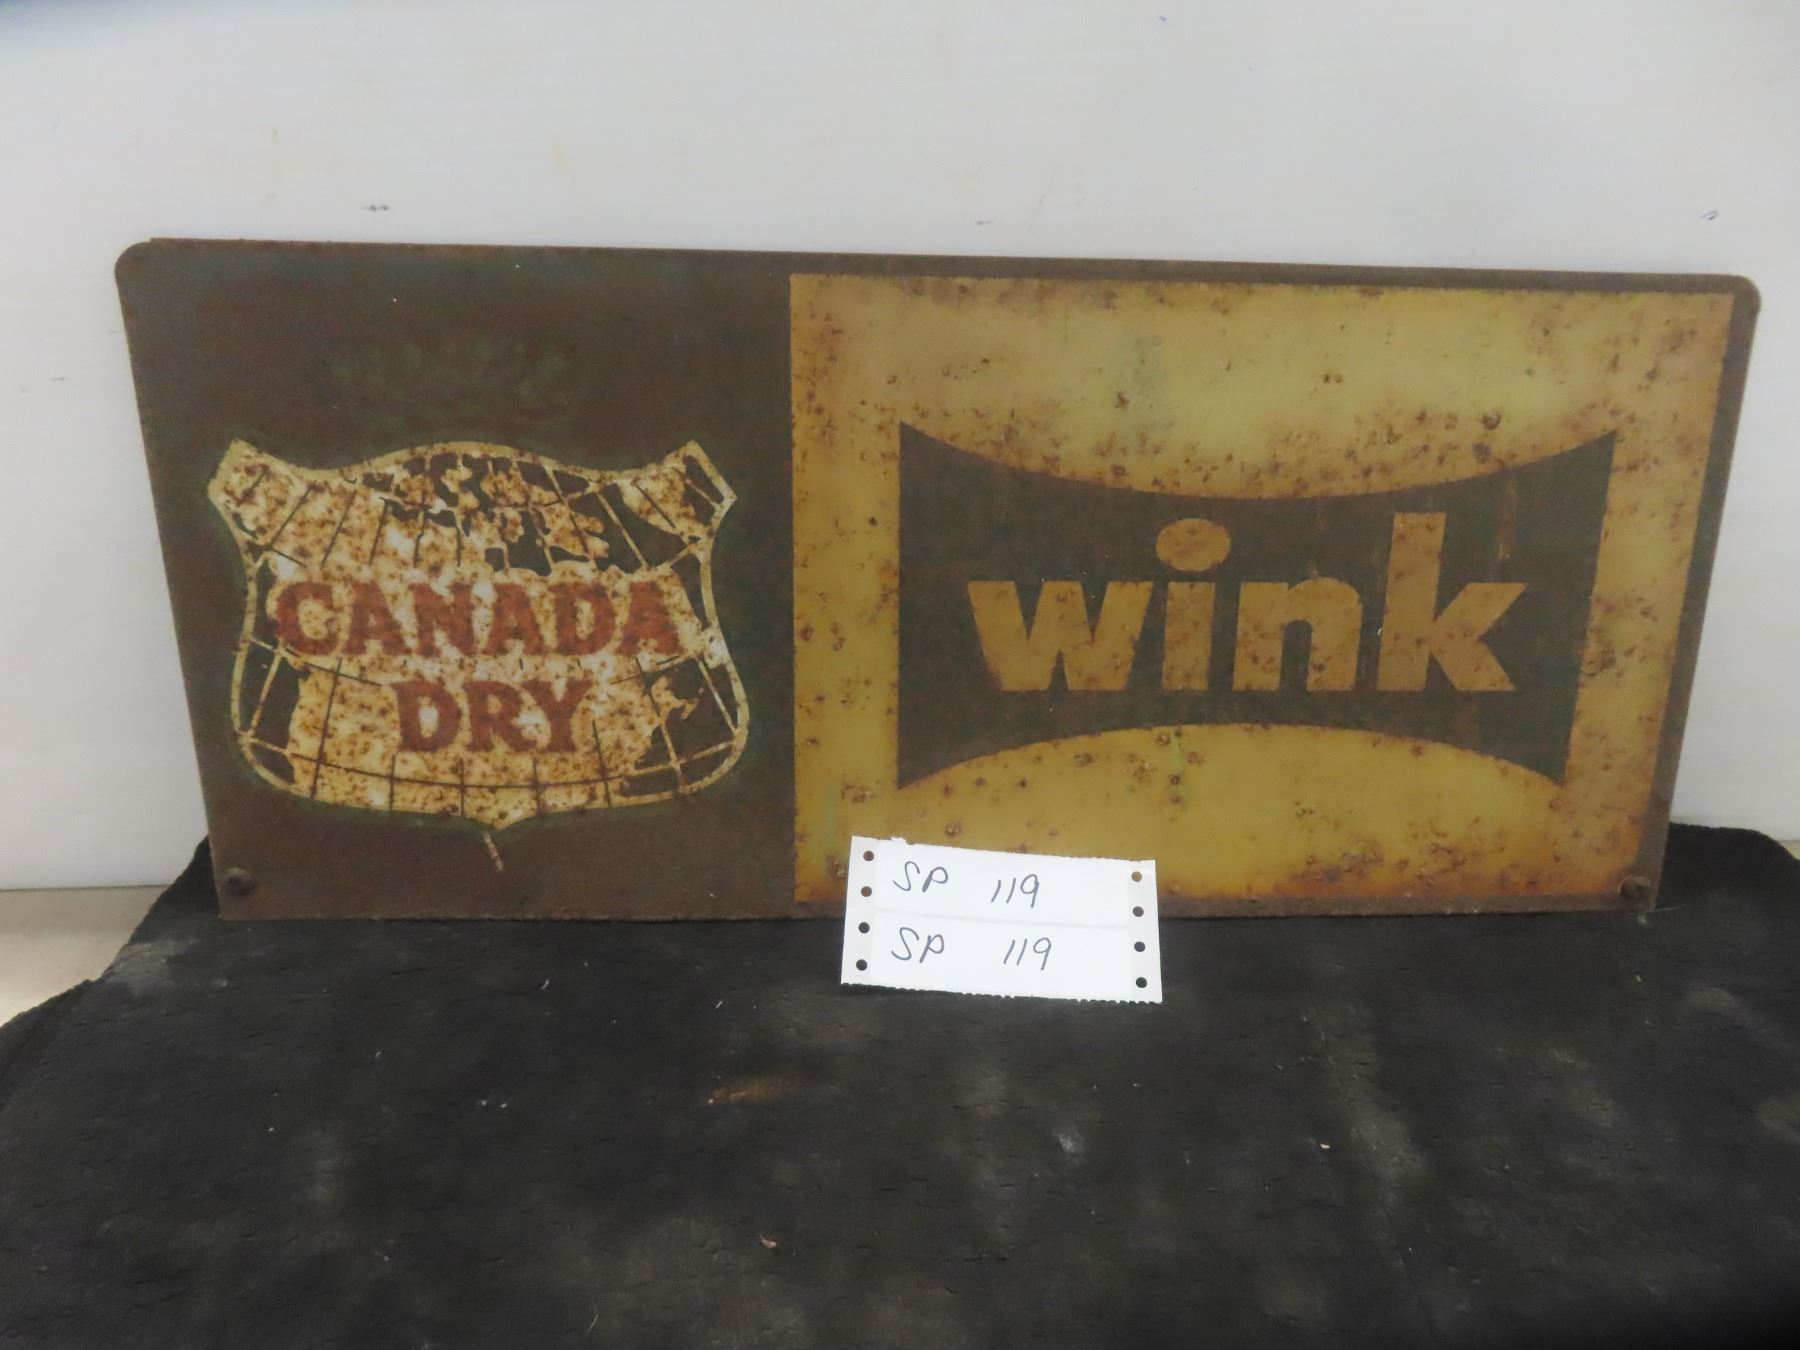 CANADA
DRY
wink
SP 119
SP 119